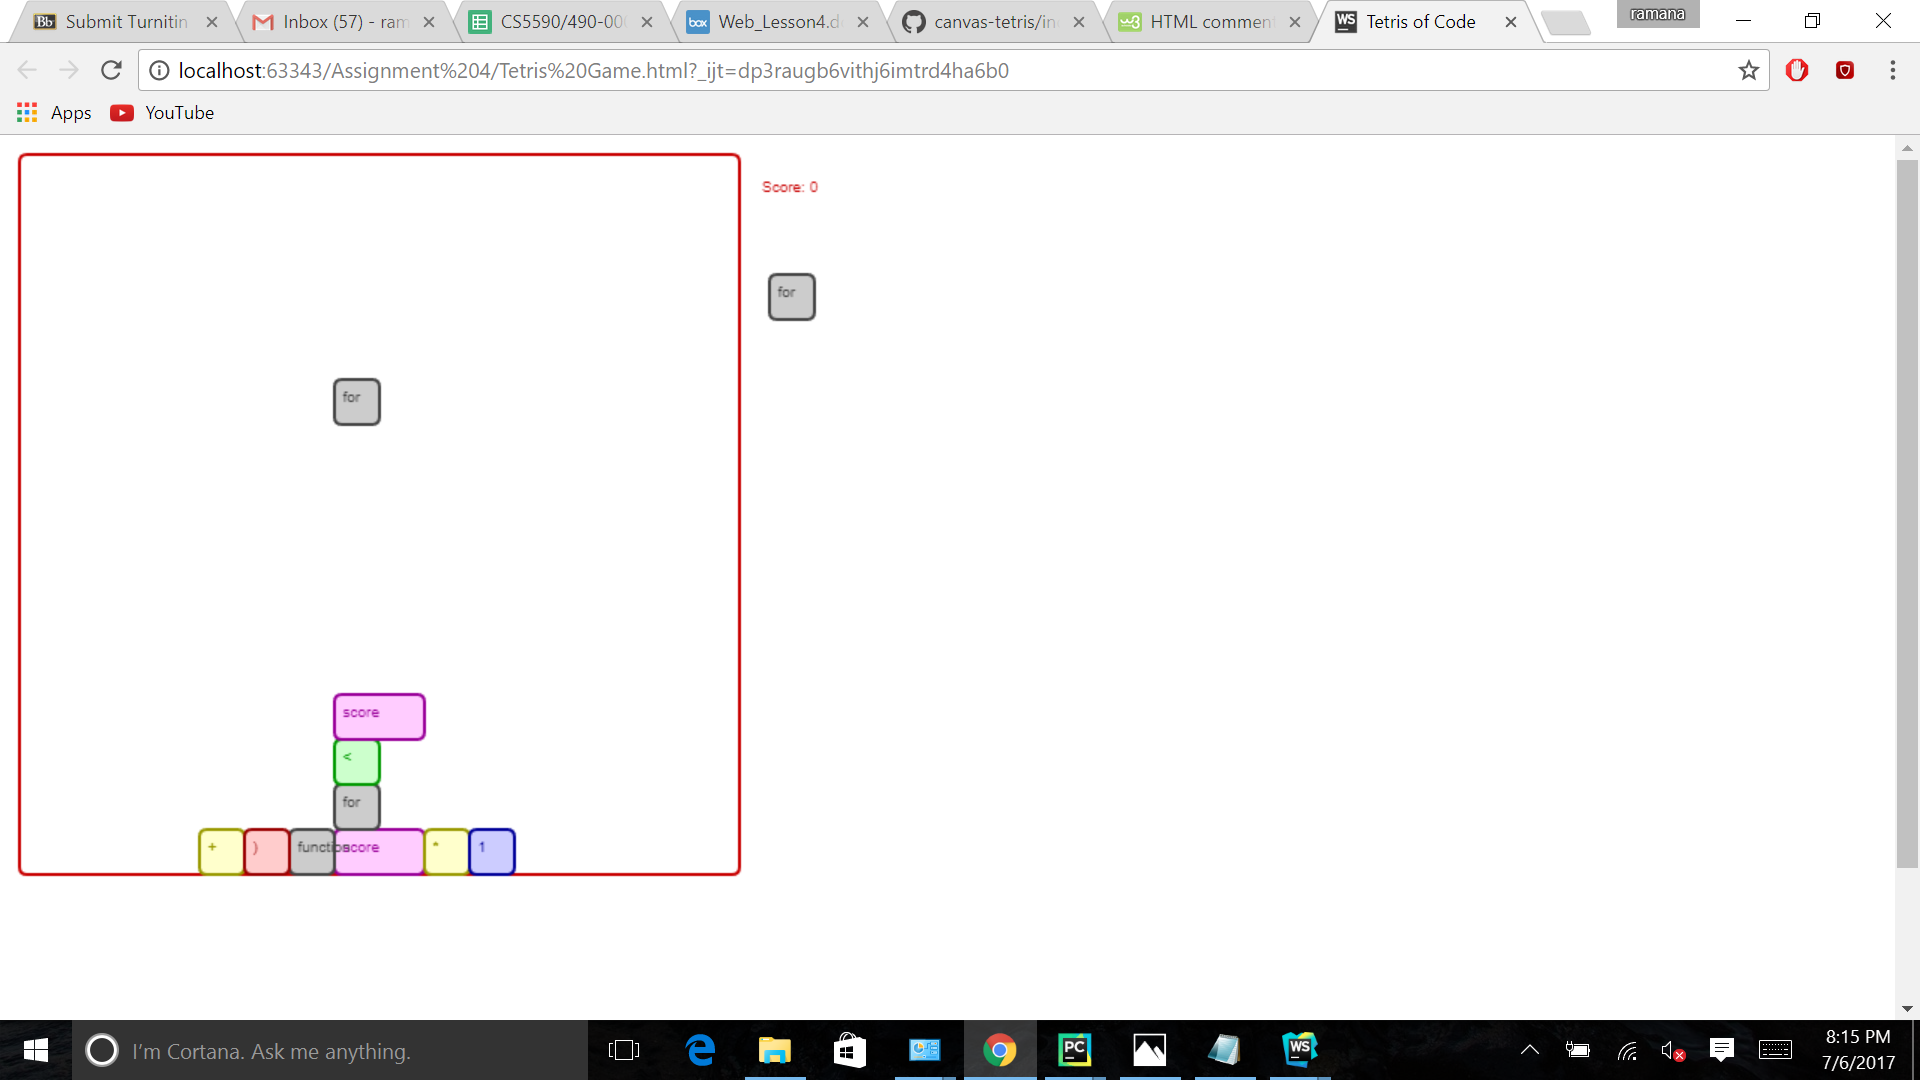 Submit Turnitin
Inbox (57) - ram
CS5590/490-00
Web_Lesson4.d
canvas-tetris/in
HTML comment
Tetris of Code
ramana
localhost:63343/Assignment%204/Tetris%20Game.html?_ijt=dp3raugb6vithj6imtrd4ha6b0
Apps
YouTube
Score: 0
for
for
score
<
for
+
)
function
score
*
1
I'm Cortana. Ask me anything.
8:15 PM
7/6/2017